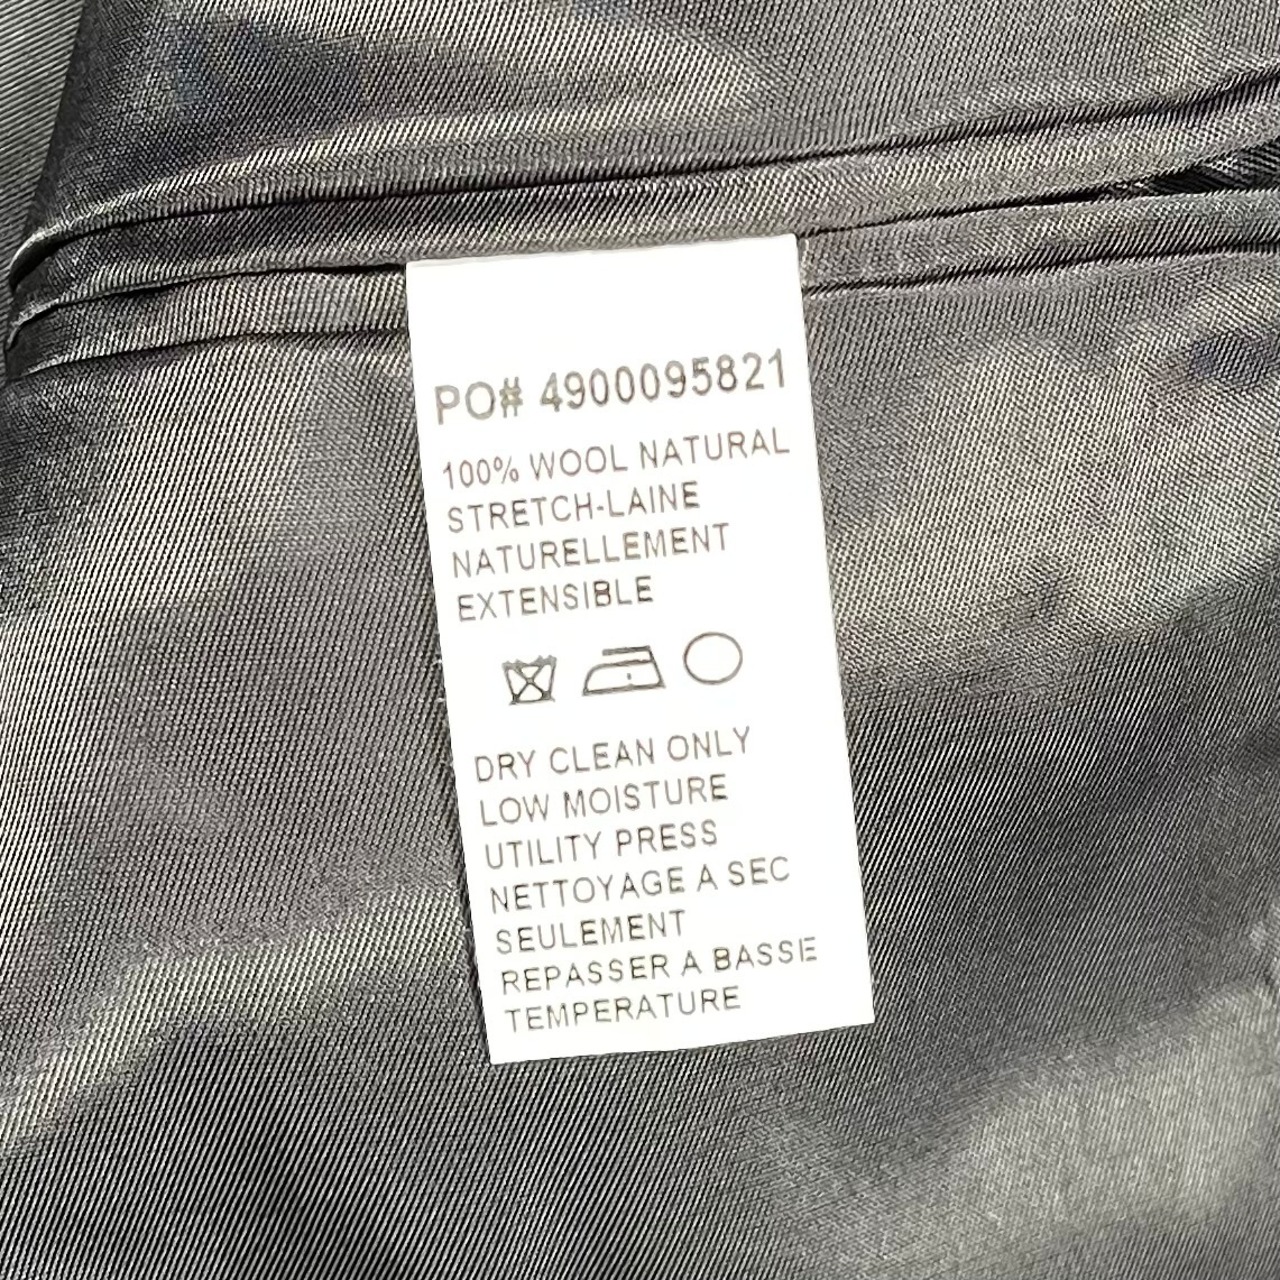 PO# 4900095821
100% WOOL NATURAL
STRETCH-LAINE
NATURELLEMENT
EXTENSIBLE
DRY CLEAN ONLY
LOW MOISTURE
UTILITY PRESS
NETTOYAGE A SEC
SEULEMENT
REPASSER A BASSE
TEMPERATURE